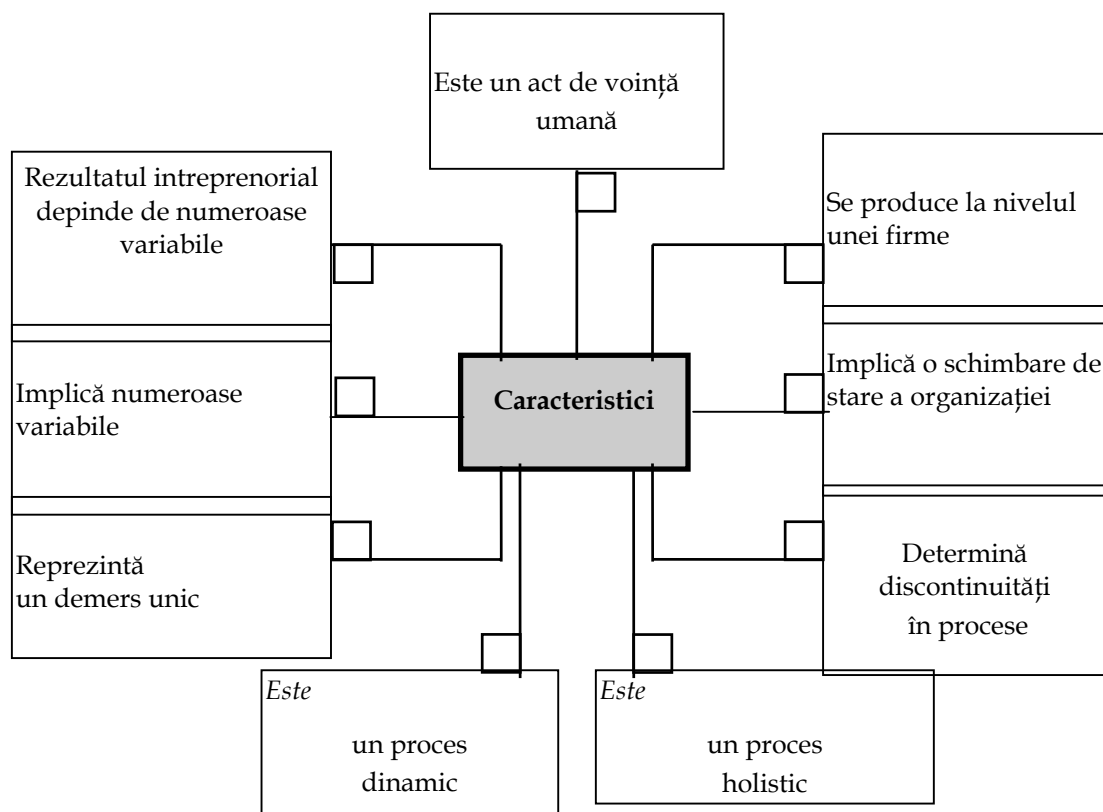 Este un act de voință
umană
Rezultatul intreprenorial
depinde de numeroase
variabile
Se produce la nivelul
unei firme
Implică numeroase
variabile
Caracteristici
Implică o schimbare de
stare a organizației
Reprezintă
un demers unic
Determină
discontinuități
în procese
Este
un proces
dinamic
Este
un proces
holistic